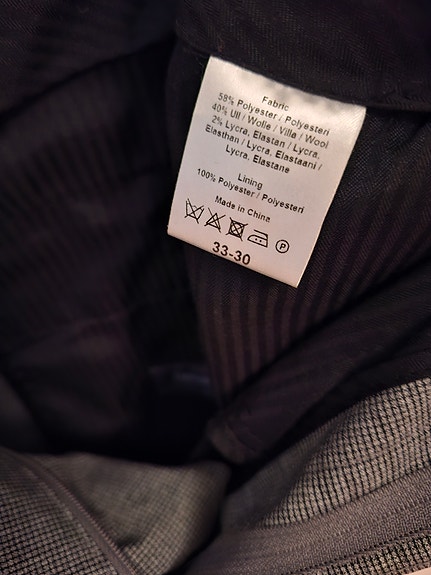 Fabric
58% Polyester / Polyesteri
40% Ull / Wolle / Villa / Wool
2% Lycra, Elastan / Lycra,
Elasthan / Lycra, Elastaani /
Lycra, Elastane
Lining
100% Polyester / Polyesteri
Made in China
P
33-30